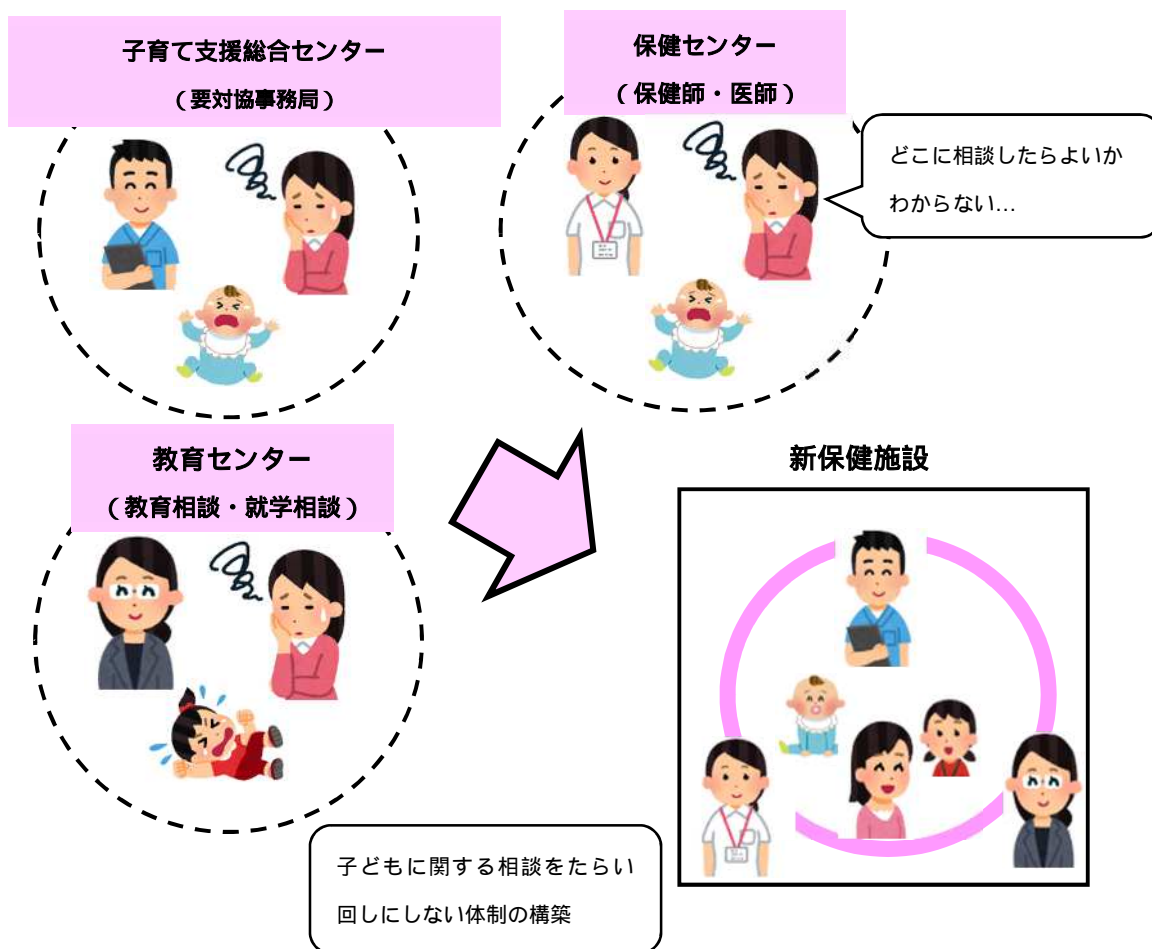 子育て支援総合センター
（要対協事務局）
保健センター
（保健師・医師）
どこに相談したらよいか
わからない…
教育センター
（教育相談・就学相談）
新保健施設
子どもに関する相談をたらい
回しにしない体制の構築